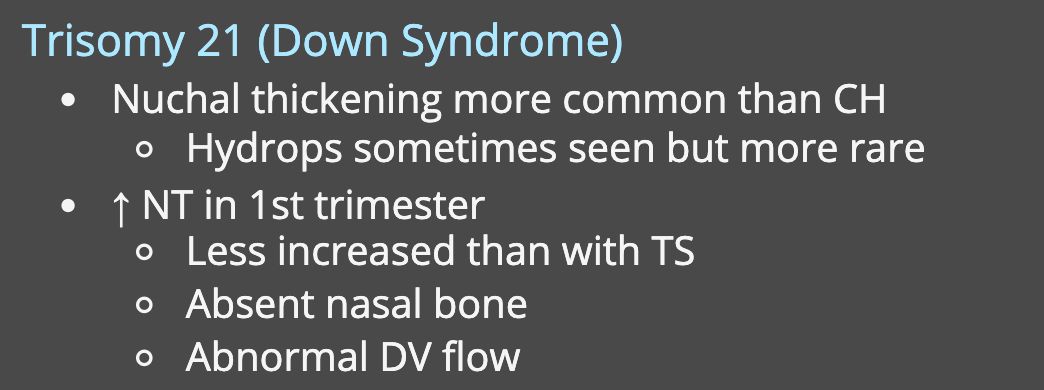 Trisomy 21 (Down Syndrome)
• Nuchal thickening more common than CH
○ Hydrops sometimes seen but more rare
• ↑ NT in 1st trimester
○ Less increased than with TS
○ Absent nasal bone
○ Abnormal DV flow